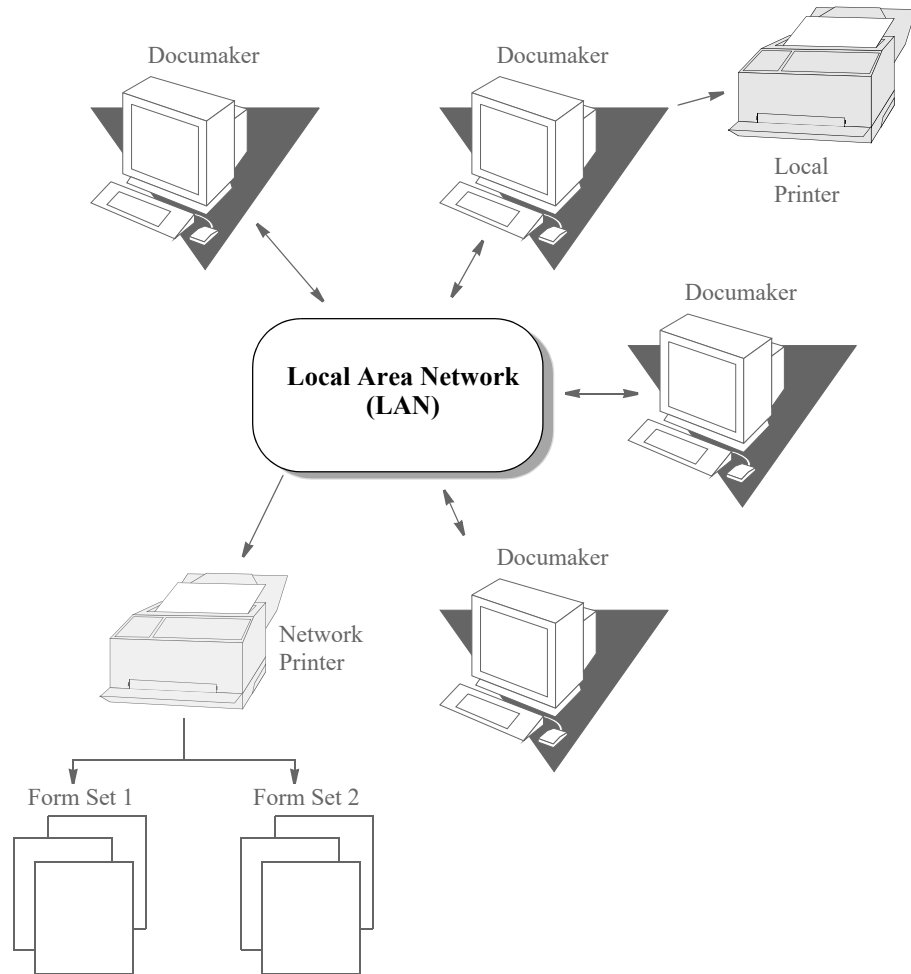 Documaker
Documaker
Local
Printer
Documaker
Local Area Network
(LAN)
Documaker
Network
Printer
Form Set 1
Form Set 2